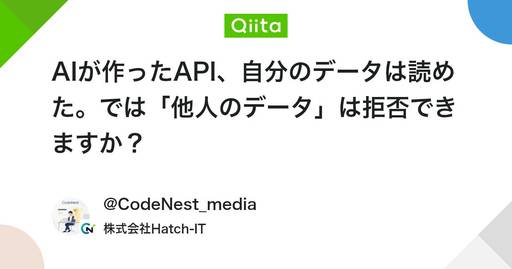 Qiita
AIが作ったAPI、自分のデータは読め
た。では「他人のデータ」は拒否でき
ますか？
@CodeNest_media
株式会社Hatch-IT